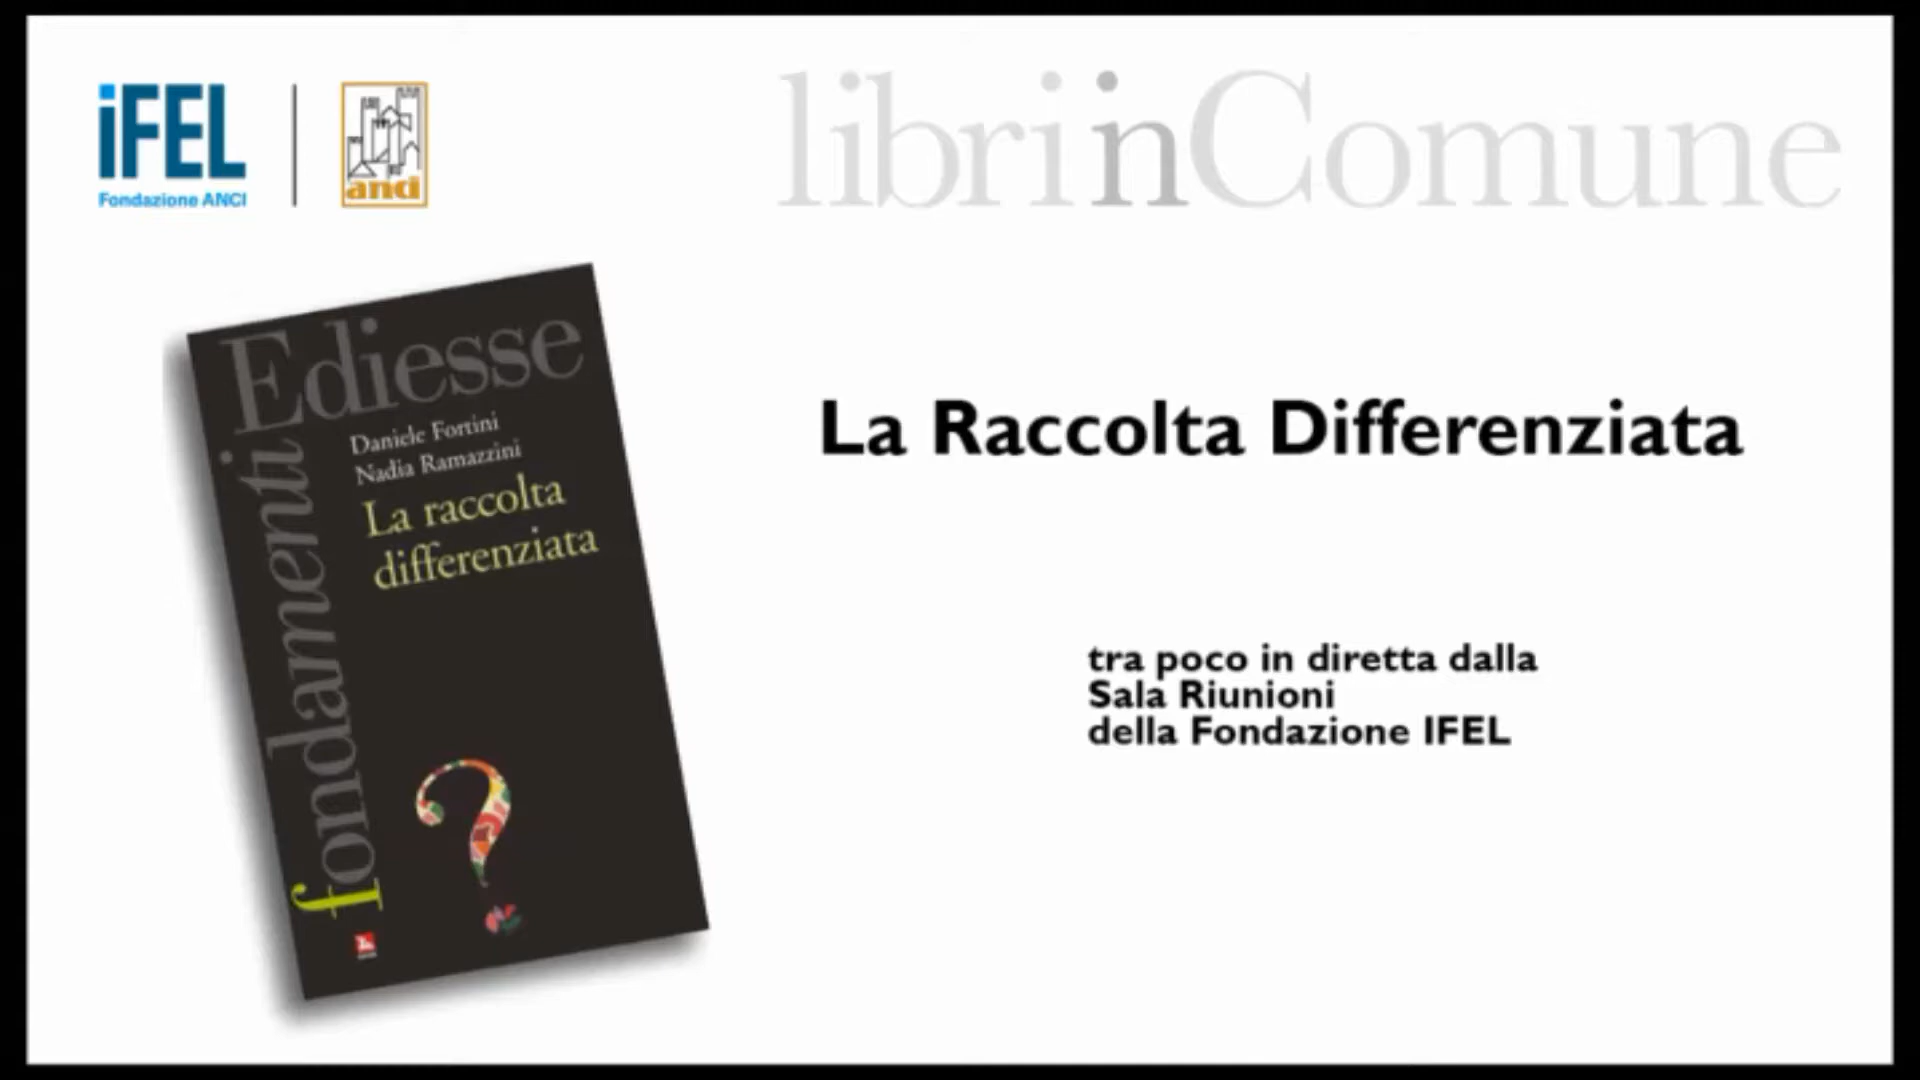 iFEL
Fondazione ANCI
anci
libriinComune
Ediesse
fondamenti
Daniele Fortini
Nadia Ramazzini
La raccolta
differenziata
?
La Raccolta Differenziata
tra poco in diretta dalla
Sala Riunioni
della Fondazione IFEL